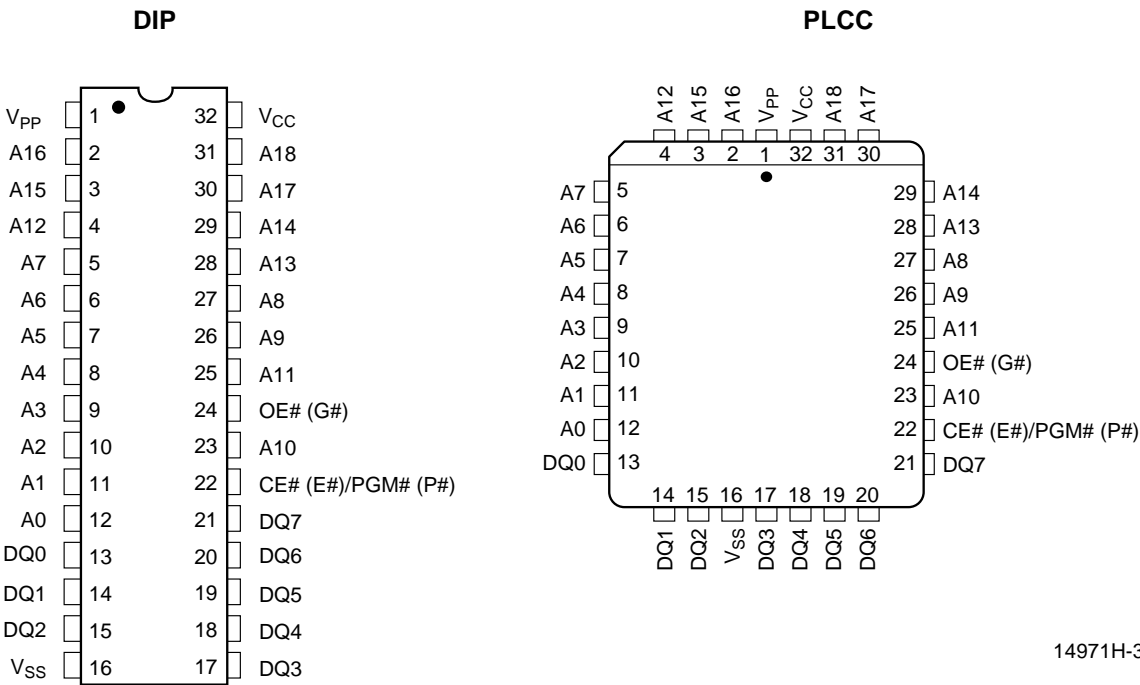 DIP
VPP 1 32 VCC
A16 2 31 A18
A15 3 30 A17
A12 4 29 A14
A7 5 28 A13
A6 6 27 A8
A5 7 26 A9
A4 8 25 A11
A3 9 24 OE# (G#)
A2 10 23 A10
A1 11 22 CE# (E#)/PGM# (P#)
A0 12 21 DQ7
DQ0 13 20 DQ6
DQ1 14 19 DQ5
DQ2 15 18 DQ4
VSS 16 17 DQ3
PLCC
A12 A15 A16 VPP VCC A18 A17
4 3 2 1 32 31 30
A7 5 29 A14
A6 6 28 A13
A5 7 27 A8
A4 8 26 A9
A3 9 25 A11
A2 10 24 OE# (G#)
A1 11 23 A10
A0 12 22 CE# (E#)/PGM# (P#)
DQ0 13 21 DQ7
14 15 16 17 18 19 20
DQ1 DQ2 VSS DQ3 DQ4 DQ5 DQ6